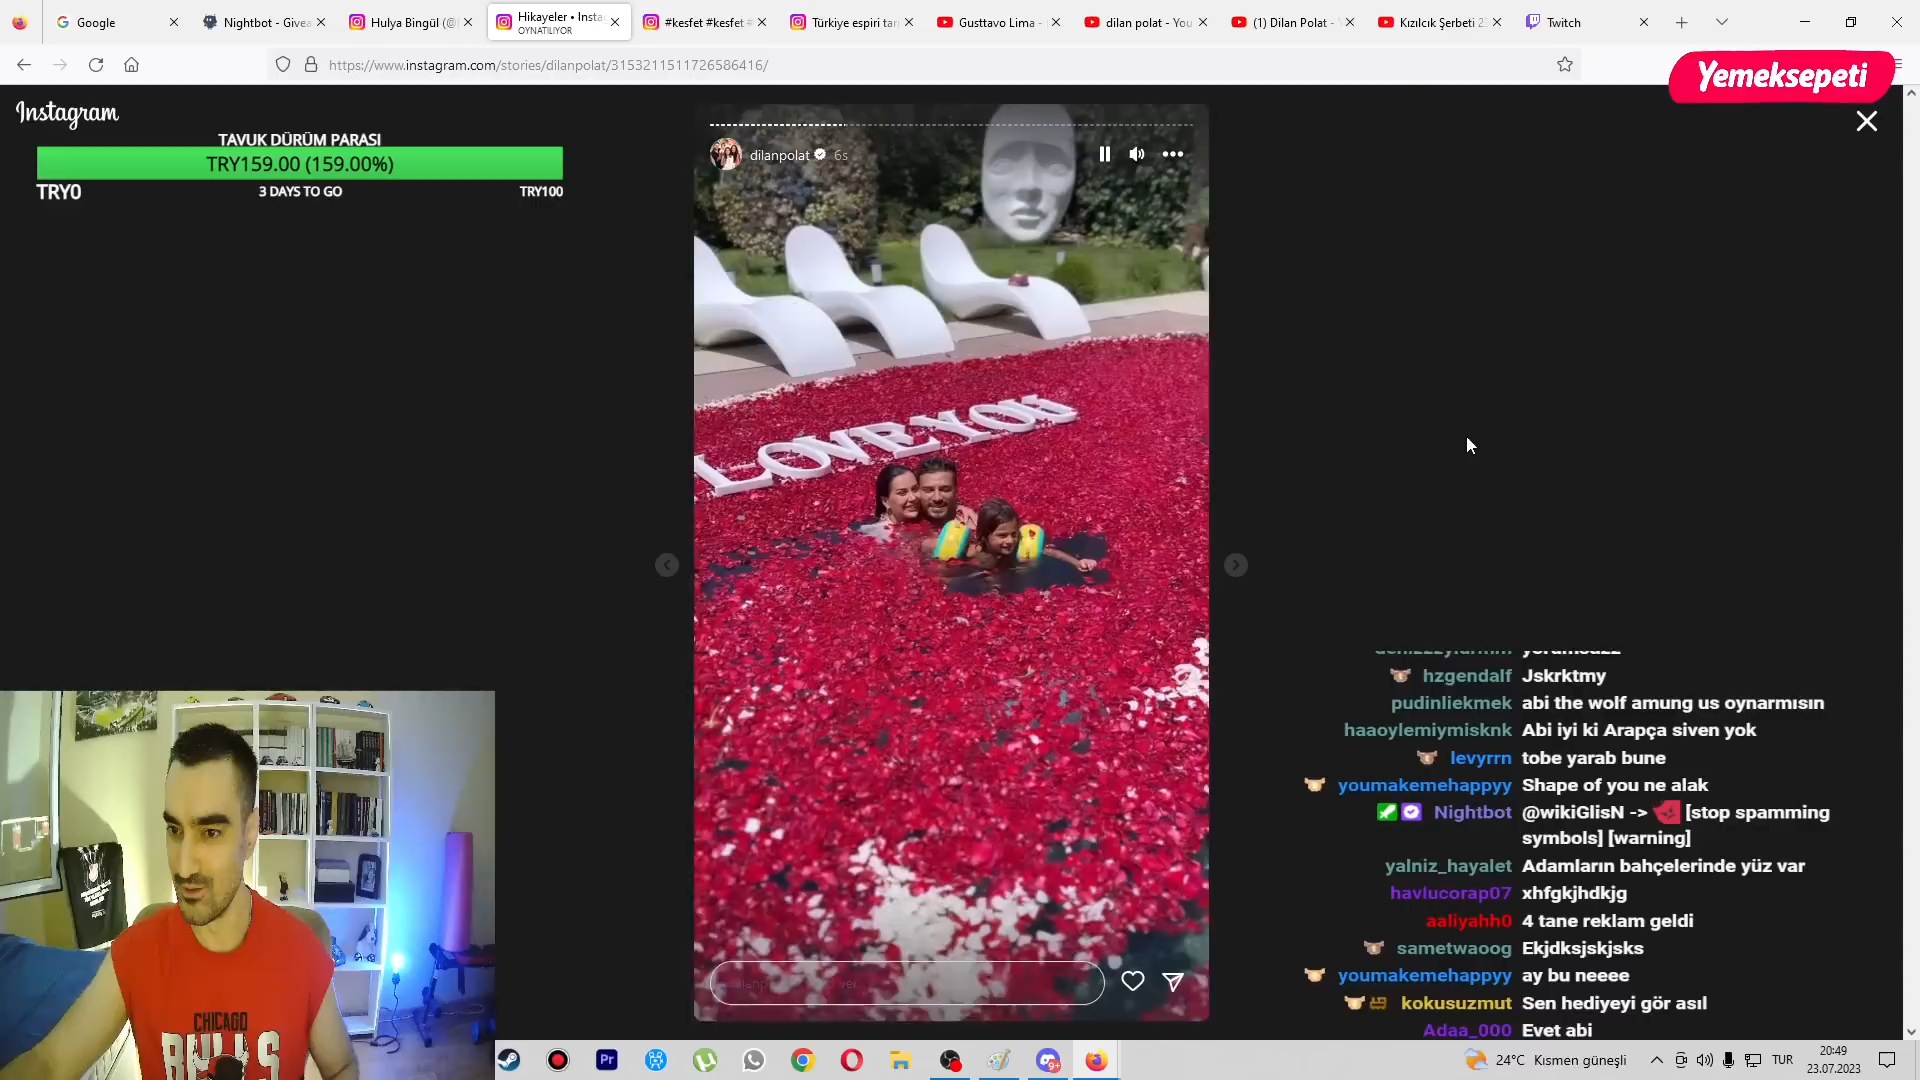 Google
Nightbot - Givea
Hulya Bingül (@
Hikayeler • Insta
OYNATILIYOR
#kesfet #kesfet #
Türkiye espiri tar
Gusttavo Lima -
dilan polat - You
(1) Dilan Polat -
Kızılcık Şerbeti 2
Twitch
https://www.instagram.com/stories/dilanpolat/3153211511726586416/
Yemeksepeti
Instagram
TAVUK DÜRÜM PARASI
TRY159.00 (159.00%)
TRY0
3 DAYS TO GO
TRY100
dilanpolat 6s
LOVE YOU
hzgendalf Jskrktmy
pudinliekmek abi the wolf amung us oynarmısın
haaoylemiymisknk Abi iyi ki Arapça siven yok
levyrrn tobe yarab bune
youmakemehappyy Shape of you ne alak
Nightbot @wikiGlisN -> [stop spamming
symbols] [warning]
yalniz_hayalet Adamların bahçelerinde yüz var
havlucorap07 xhfgkjhdkjg
aaliyahh0 4 tane reklam geldi
sametwaoog Ekjdksjskjsks
youmakemehappyy ay bu neeee
kokusuzmut Sen hediyeyi gör asıl
Adaa_000 Evet abi
CHICAGO
BULLS
Pr
9+
24°C Kısmen güneşli
TUR
20:49
23.07.2023